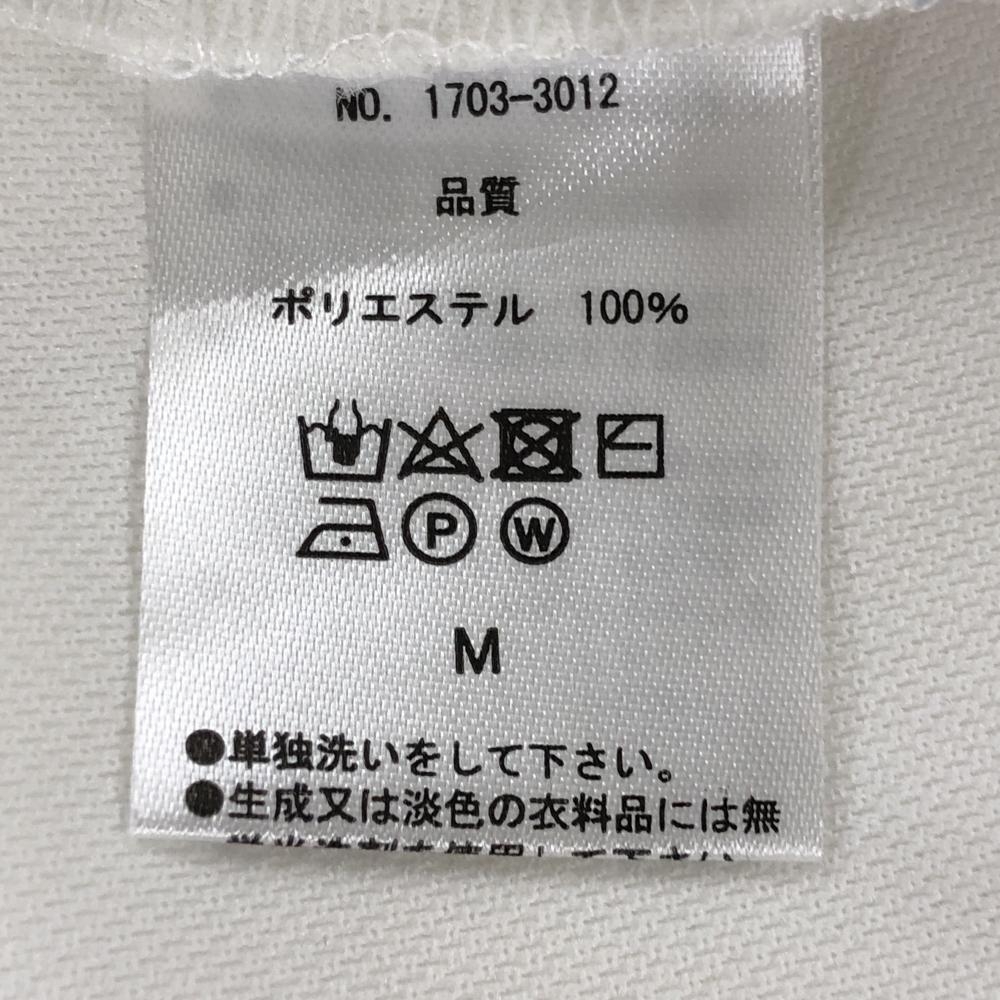 NO. 1703-3012
品質
ポリエステル 100%
P W
M
●単独洗いをして下さい。
●生成又は淡色の衣料品には無